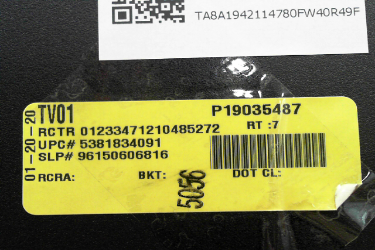 TA8A1942114780FW40R49F
01-20-20
TV01
P19035487
RCTR 01233471210485272
RT :7
UPC# 5381834091
SLP# 96150606816
RCRA:
BKT:
5056
DOT CL: